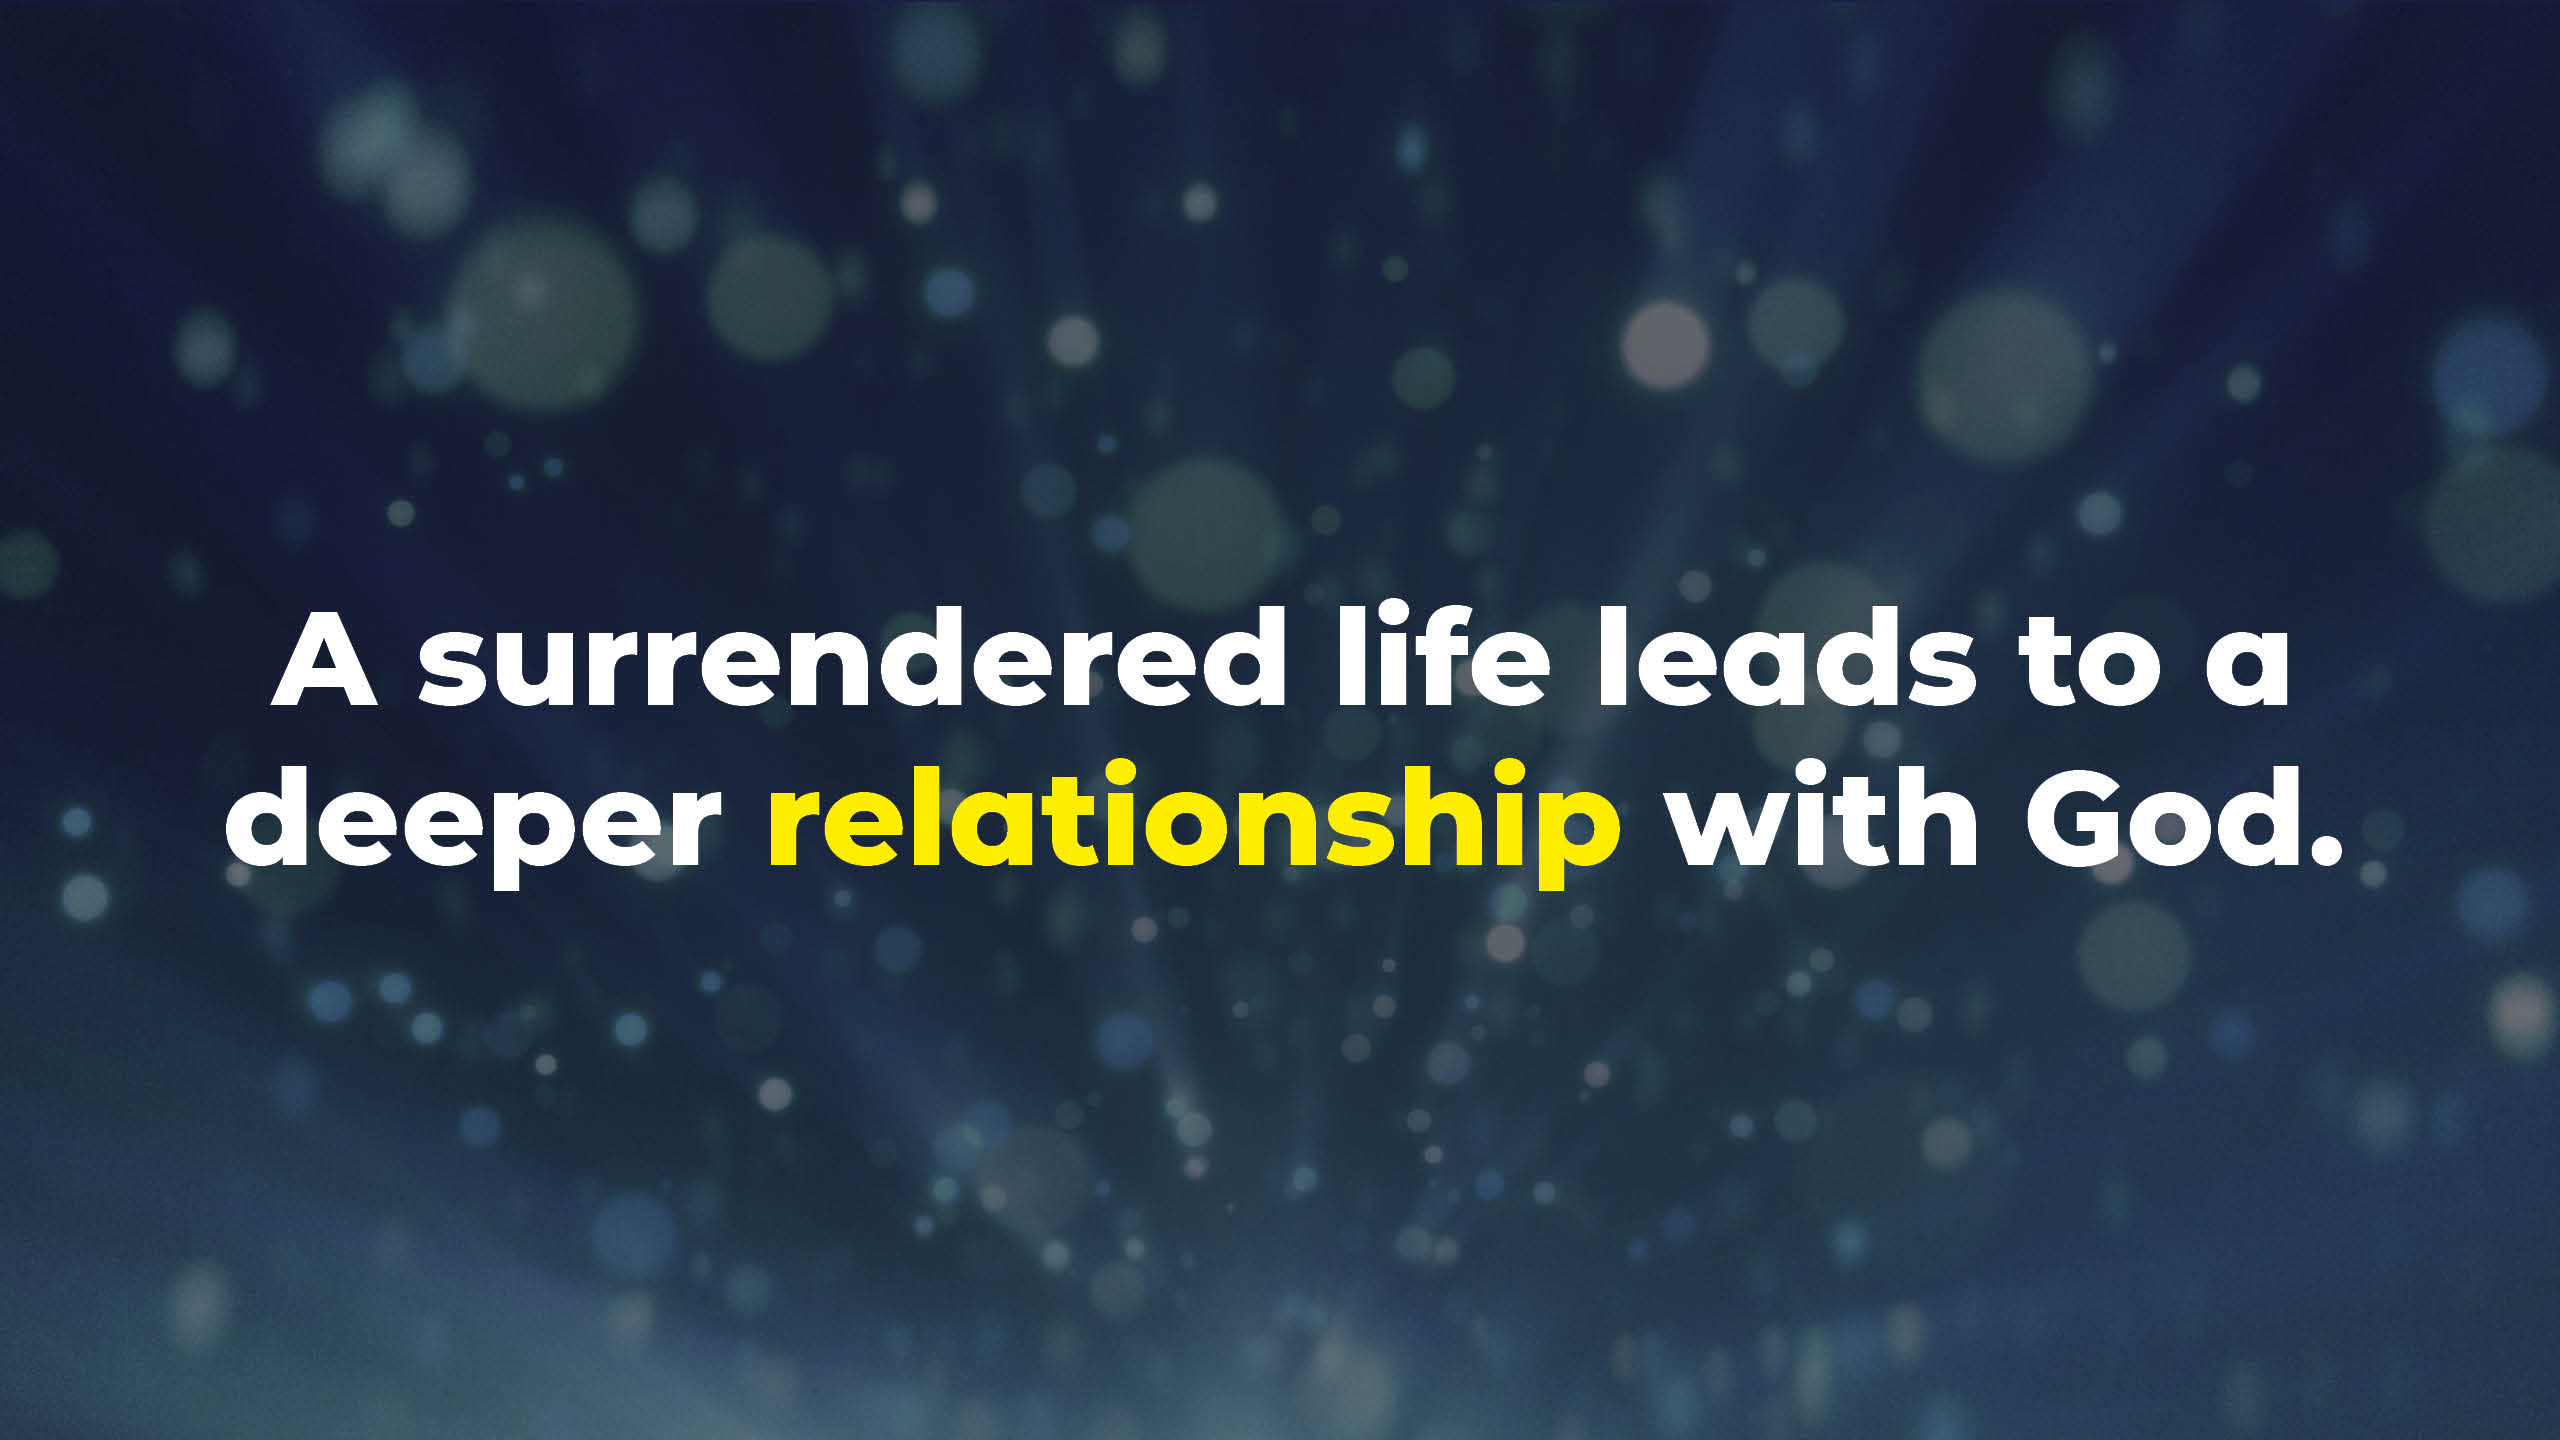 A surrendered life leads to a
deeper relationship with God.